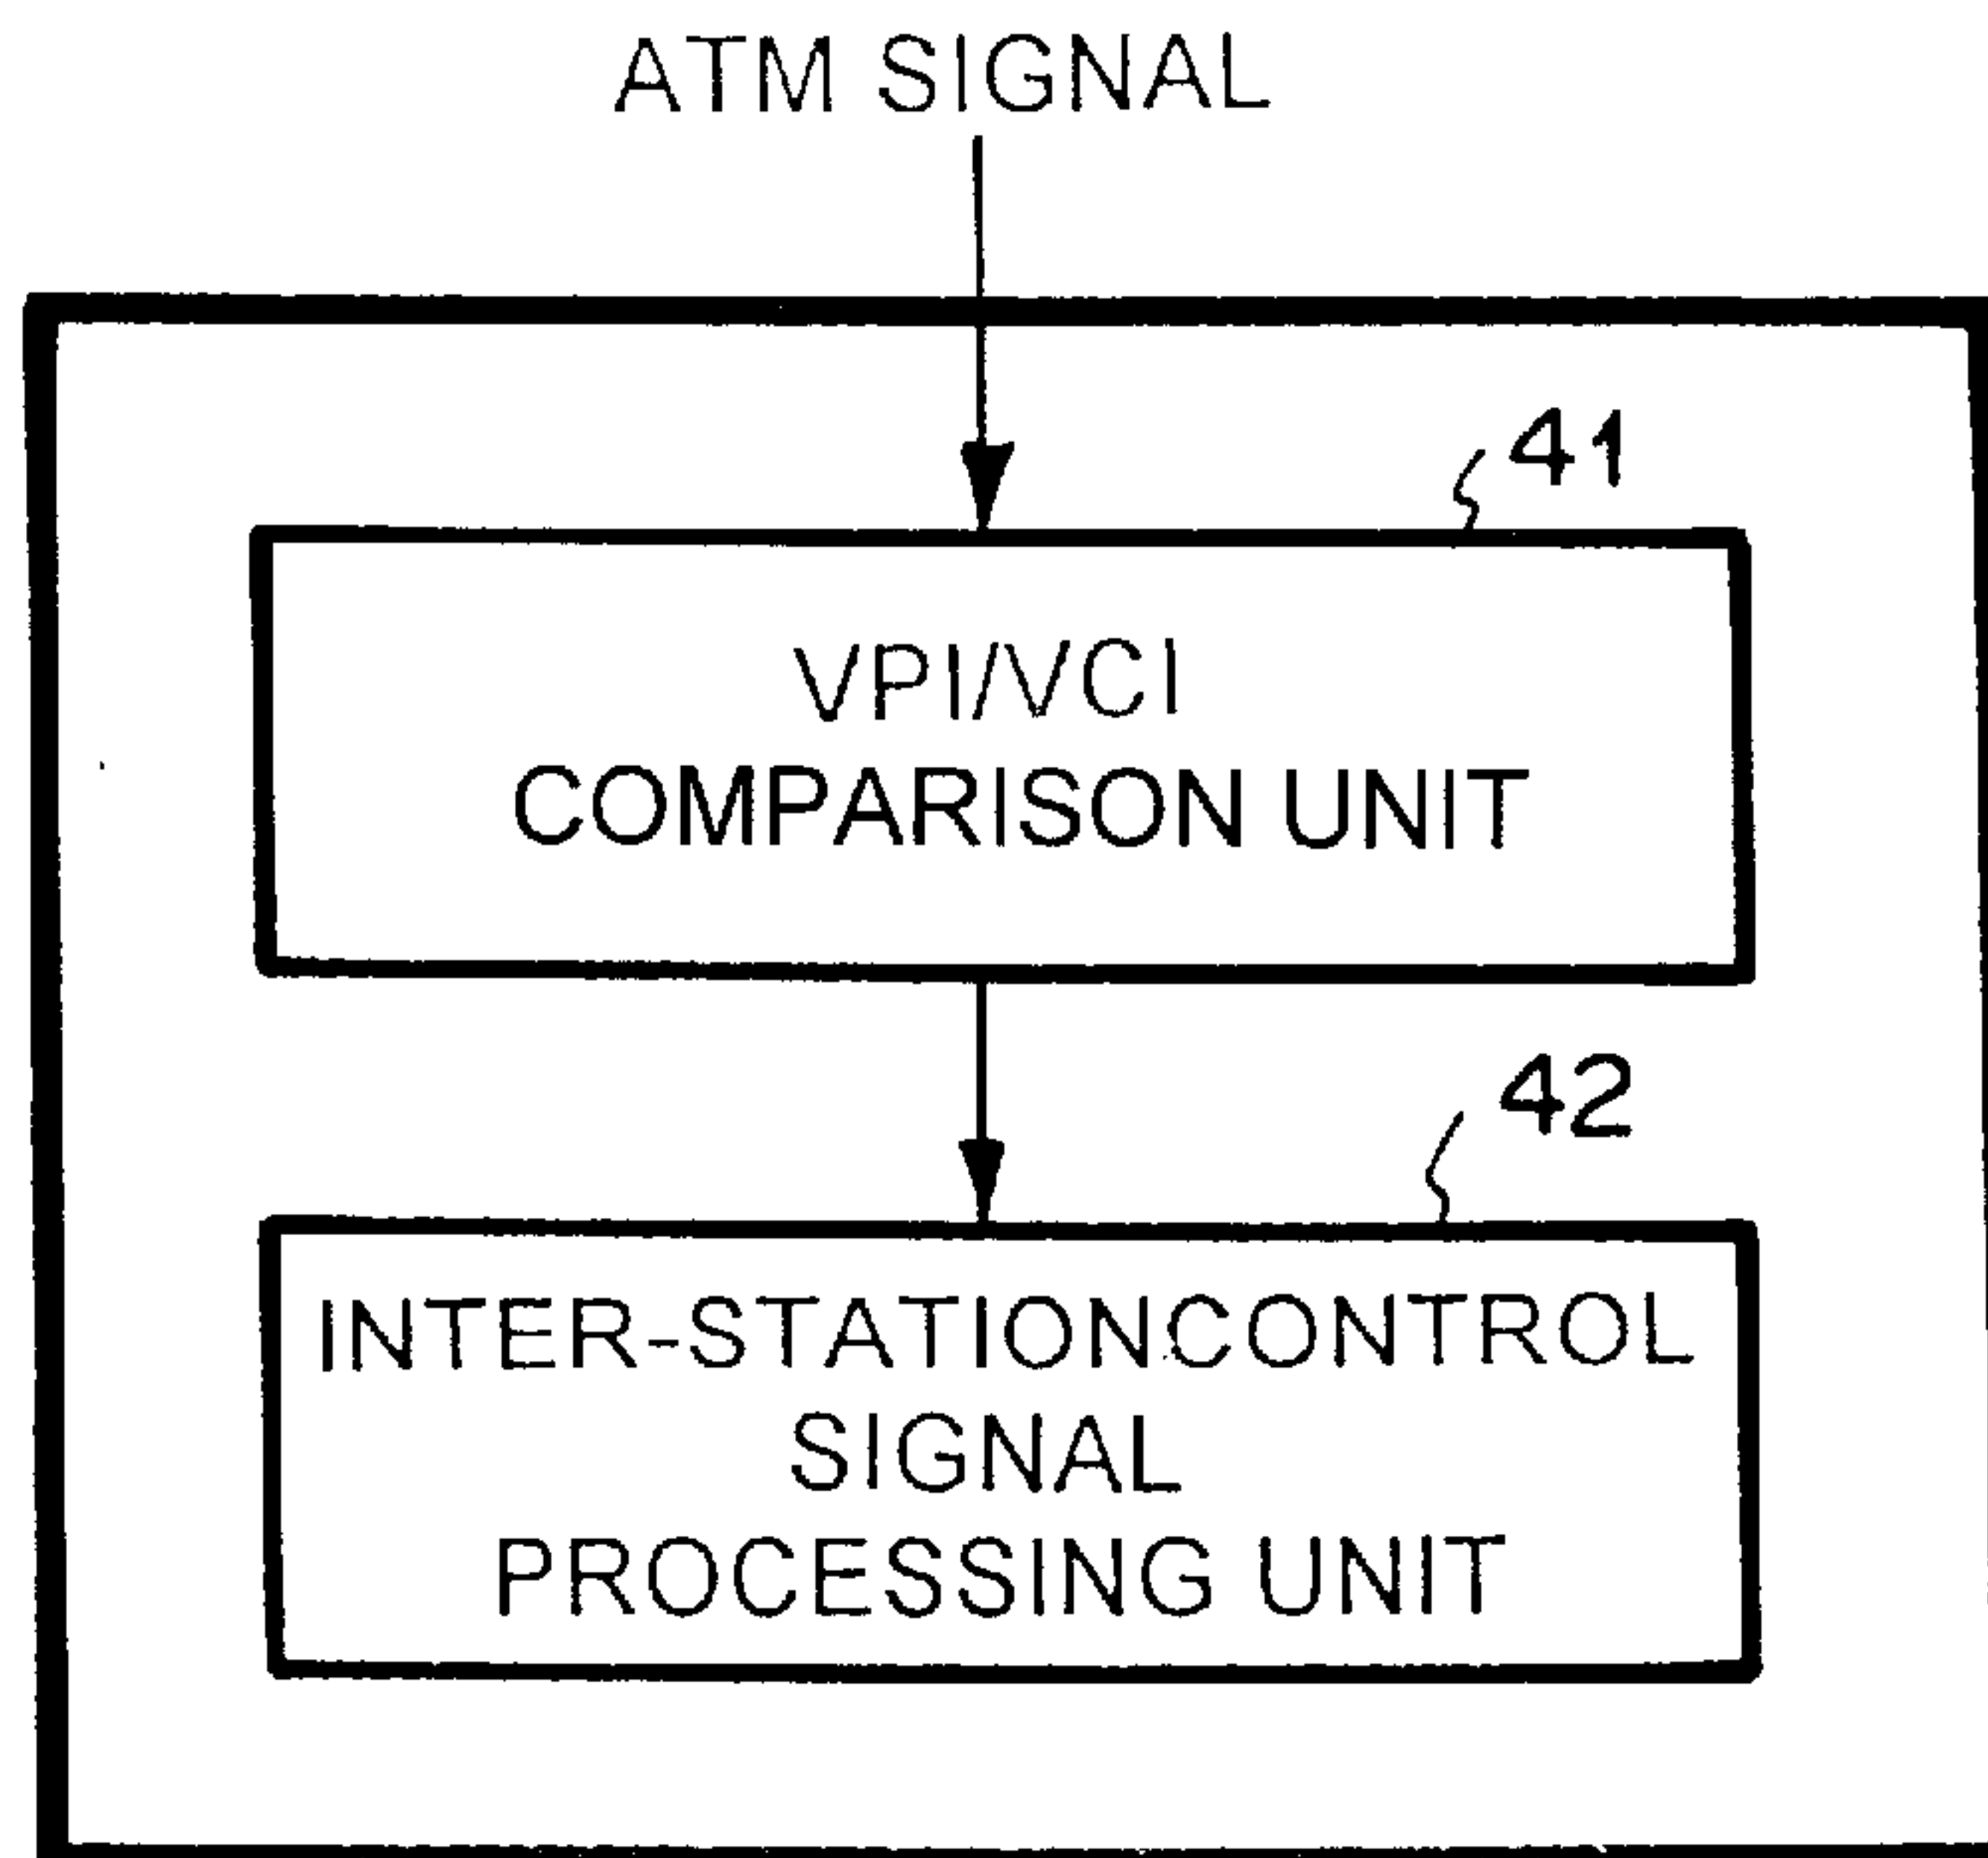 ATM SIGNAL
41
VPI/VCI
COMPARISON UNIT
42
INTER-STATIONCONTROL
SIGNAL
PROCESSING UNIT